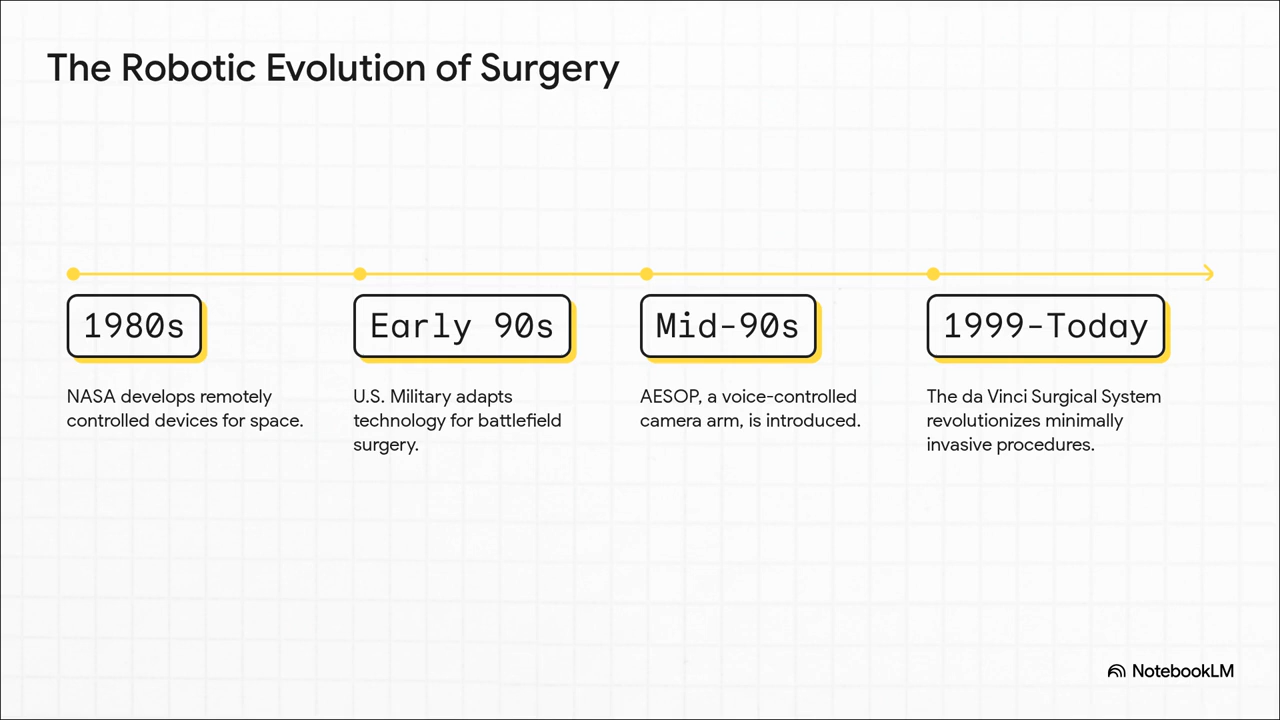 The Robotic Evolution of Surgery
1980s
NASA develops remotely
controlled devices for space.
Early 90s
U.S. Military adapts
technology for battlefield
surgery.
Mid-90s
AESOP, a voice-controlled
camera arm, is introduced.
1999-Today
The da Vinci Surgical System
revolutionizes minimally
invasive procedures.
NotebookLM